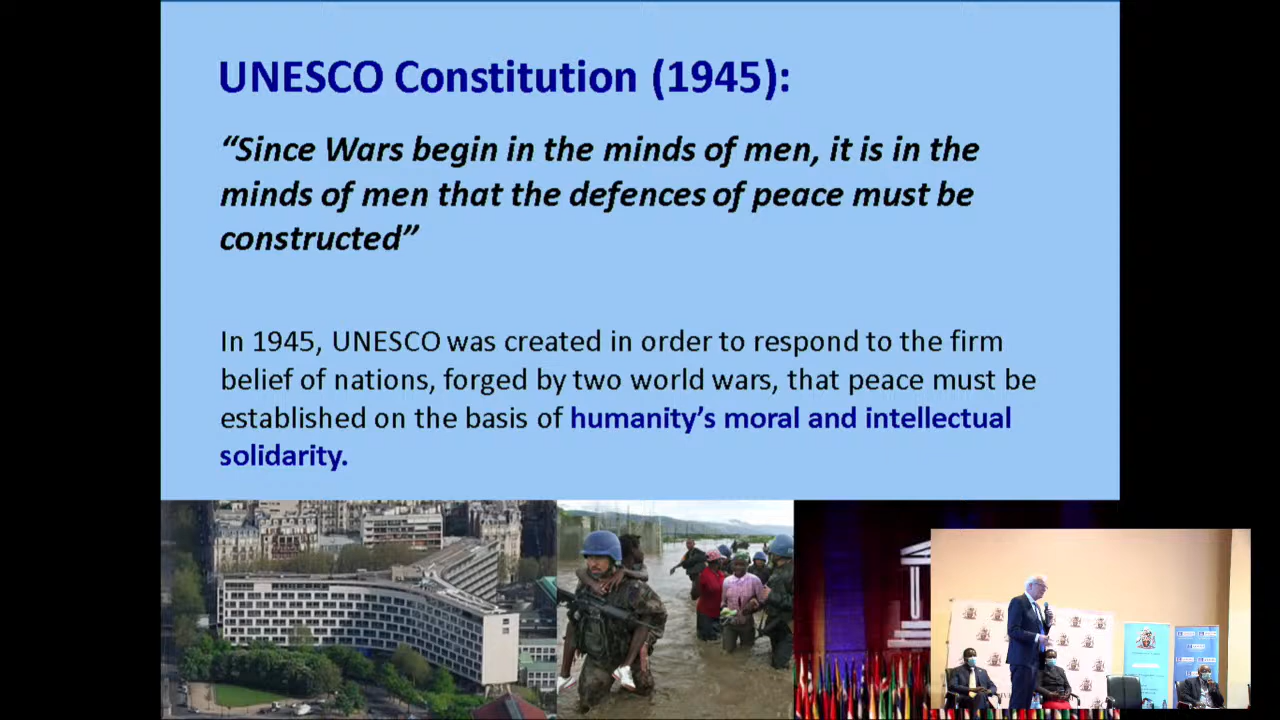 UNESCO Constitution (1945):
“Since Wars begin in the minds of men, it is in the
minds of men that the defences of peace must be
constructed”
In 1945, UNESCO was created in order to respond to the firm
belief of nations, forged by two world wars, that peace must be
established on the basis of humanity’s moral and intellectual
solidarity.